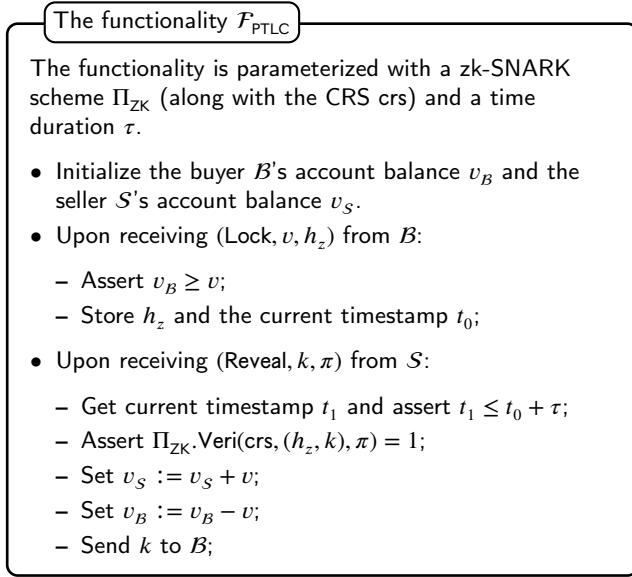 The functionality ℱ_PTLC
The functionality is parameterized with a zk-SNARK
scheme Π_ZK (along with the CRS crs) and a time
duration τ.
• Initialize the buyer ℬ's account balance v_ℬ and the
seller 𝒮's account balance v_𝒮.
• Upon receiving (Lock, v, h_z) from ℬ:
– Assert v_ℬ ≥ v;
– Store h_z and the current timestamp t_0;
• Upon receiving (Reveal, k, π) from 𝒮:
– Get current timestamp t_1 and assert t_1 ≤ t_0 + τ;
– Assert Π_ZK.Veri(crs, (h_z, k), π) = 1;
– Set v_𝒮 := v_𝒮 + v;
– Set v_ℬ := v_ℬ − v;
– Send k to ℬ;